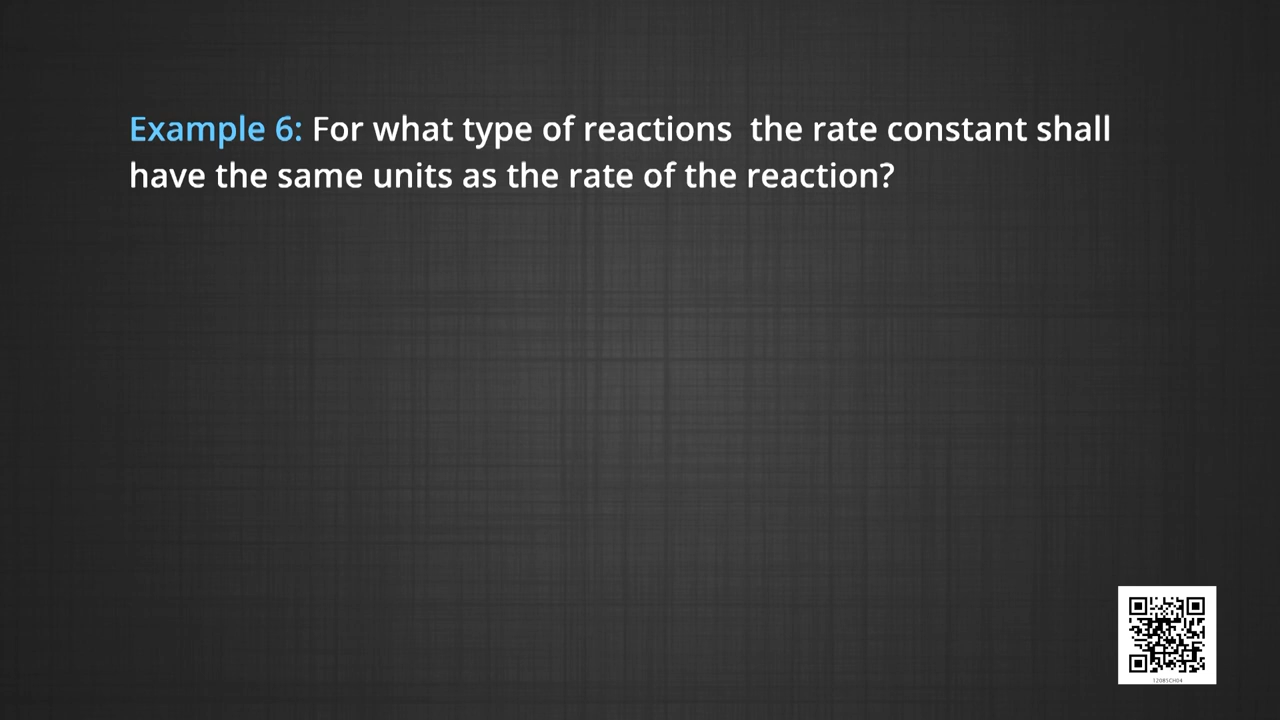 Example 6: For what type of reactions  the rate constant shall
have the same units as the rate of the reaction?
12085CH04